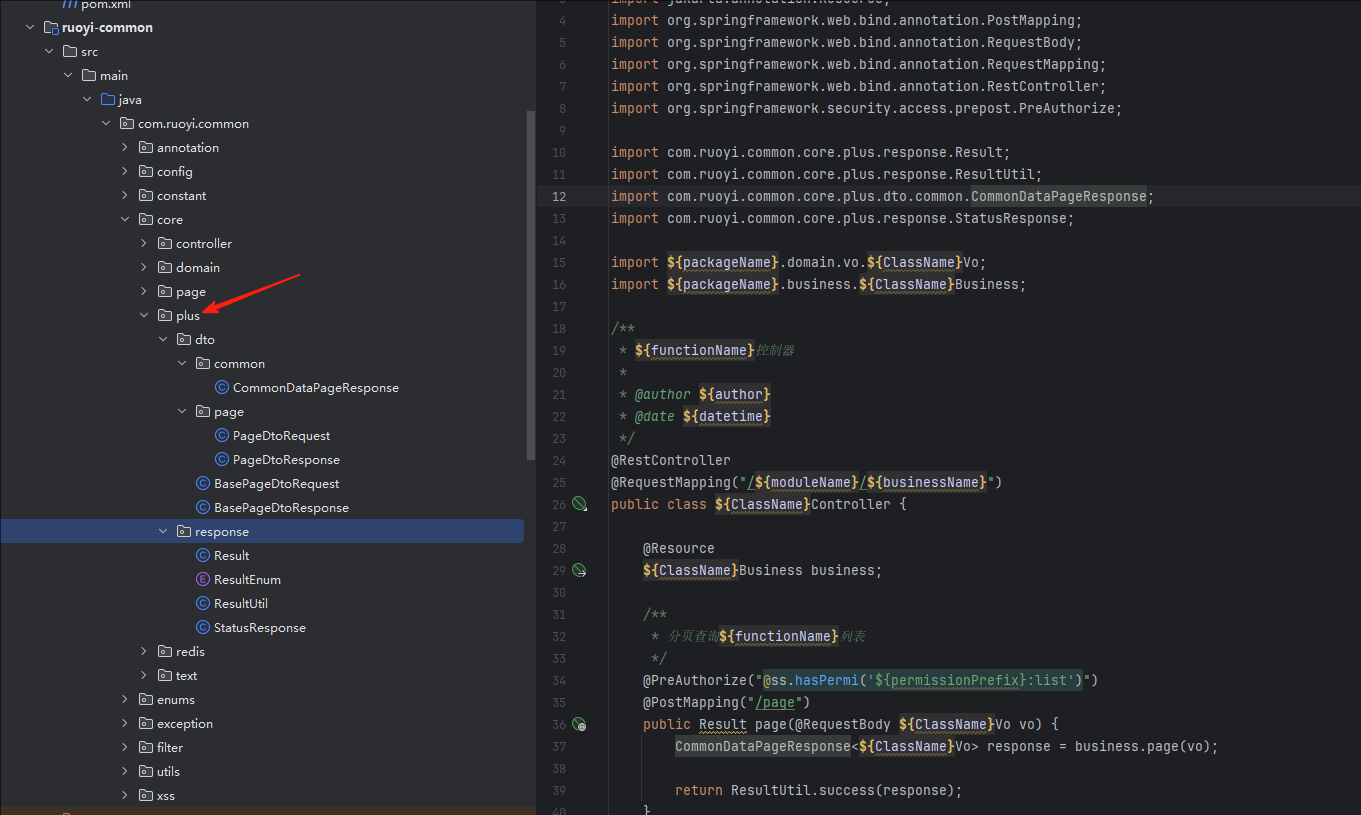 pom.xml
ruoyi-common
src
main
java
com.ruoyi.common
annotation
config
constant
core
controller
domain
page
plus
dto
common
CommonDataPageResponse
page
PageDtoRequest
PageDtoResponse
BasePageDtoRequest
BasePageDtoResponse
response
Result
ResultEnum
ResultUtil
StatusResponse
redis
text
enums
exception
filter
utils
xss
3 import jakarta.annotation.Resource;
4 import org.springframework.web.bind.annotation.PostMapping;
5 import org.springframework.web.bind.annotation.RequestBody;
6 import org.springframework.web.bind.annotation.RequestMapping;
7 import org.springframework.web.bind.annotation.RestController;
8 import org.springframework.security.access.prepost.PreAuthorize;
9
10 import com.ruoyi.common.core.plus.response.Result;
11 import com.ruoyi.common.core.plus.response.ResultUtil;
12 import com.ruoyi.common.core.plus.dto.common.CommonDataPageResponse;
13 import com.ruoyi.common.core.plus.response.StatusResponse;
14
15 import ${packageName}.domain.vo.${ClassName}Vo;
16 import ${packageName}.business.${ClassName}Business;
17
18 /**
19 * ${functionName}控制器
20 *
21 * @author ${author}
22 * @date ${datetime}
23 */
24 @RestController
25 @RequestMapping("/${moduleName}/${businessName}")
26 public class ${ClassName}Controller {
27
28 @Resource
29 ${ClassName}Business business;
30
31 /**
32 * 分页查询${functionName}列表
33 */
34 @PreAuthorize("@ss.hasPermi('${permissionPrefix}:list')")
35 @PostMapping("/page")
36 public Result page(@RequestBody ${ClassName}Vo vo) {
37 CommonDataPageResponse<${ClassName}Vo> response = business.page(vo);
38
39 return ResultUtil.success(response);
40 }